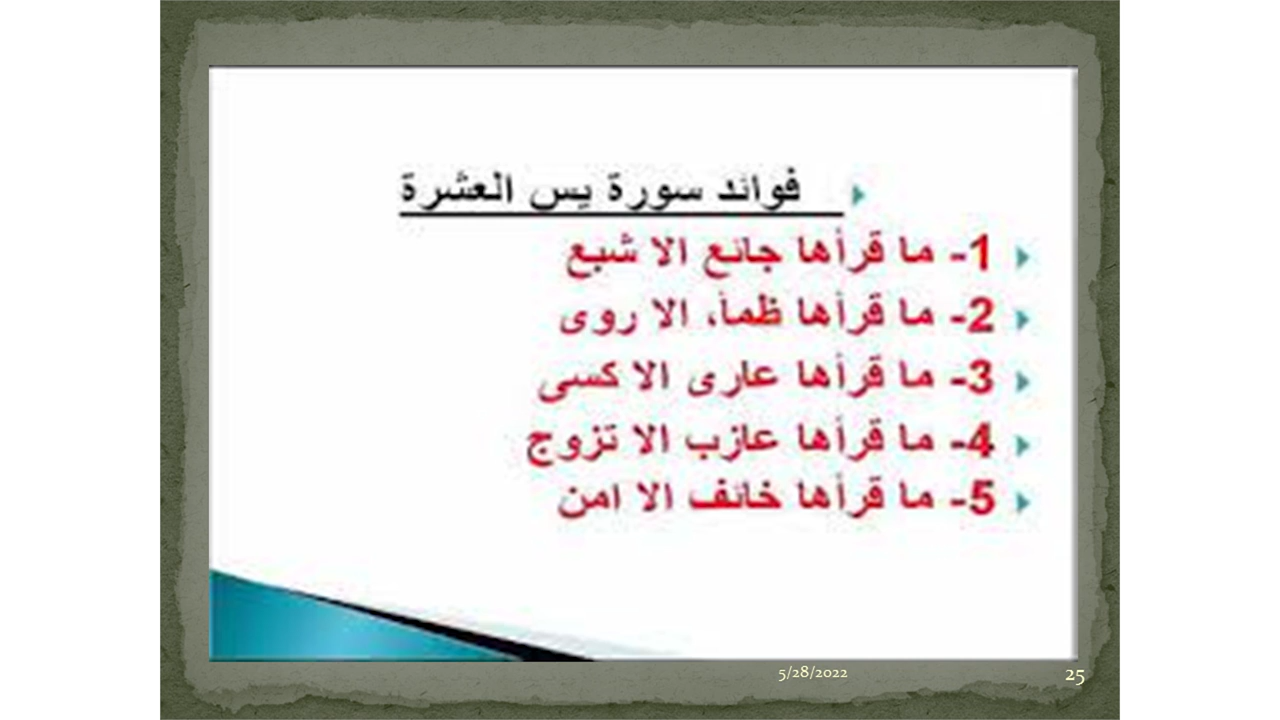 فوائد سورة يس العشرة
1- ما قرأها جائع الا شبع
2- ما قرأها ظمأ، الا روى
3- ما قرأها عارى الا كسى
4- ما قرأها عازب الا تزوج
5- ما قرأها خائف الا امن
5/28/2022
25